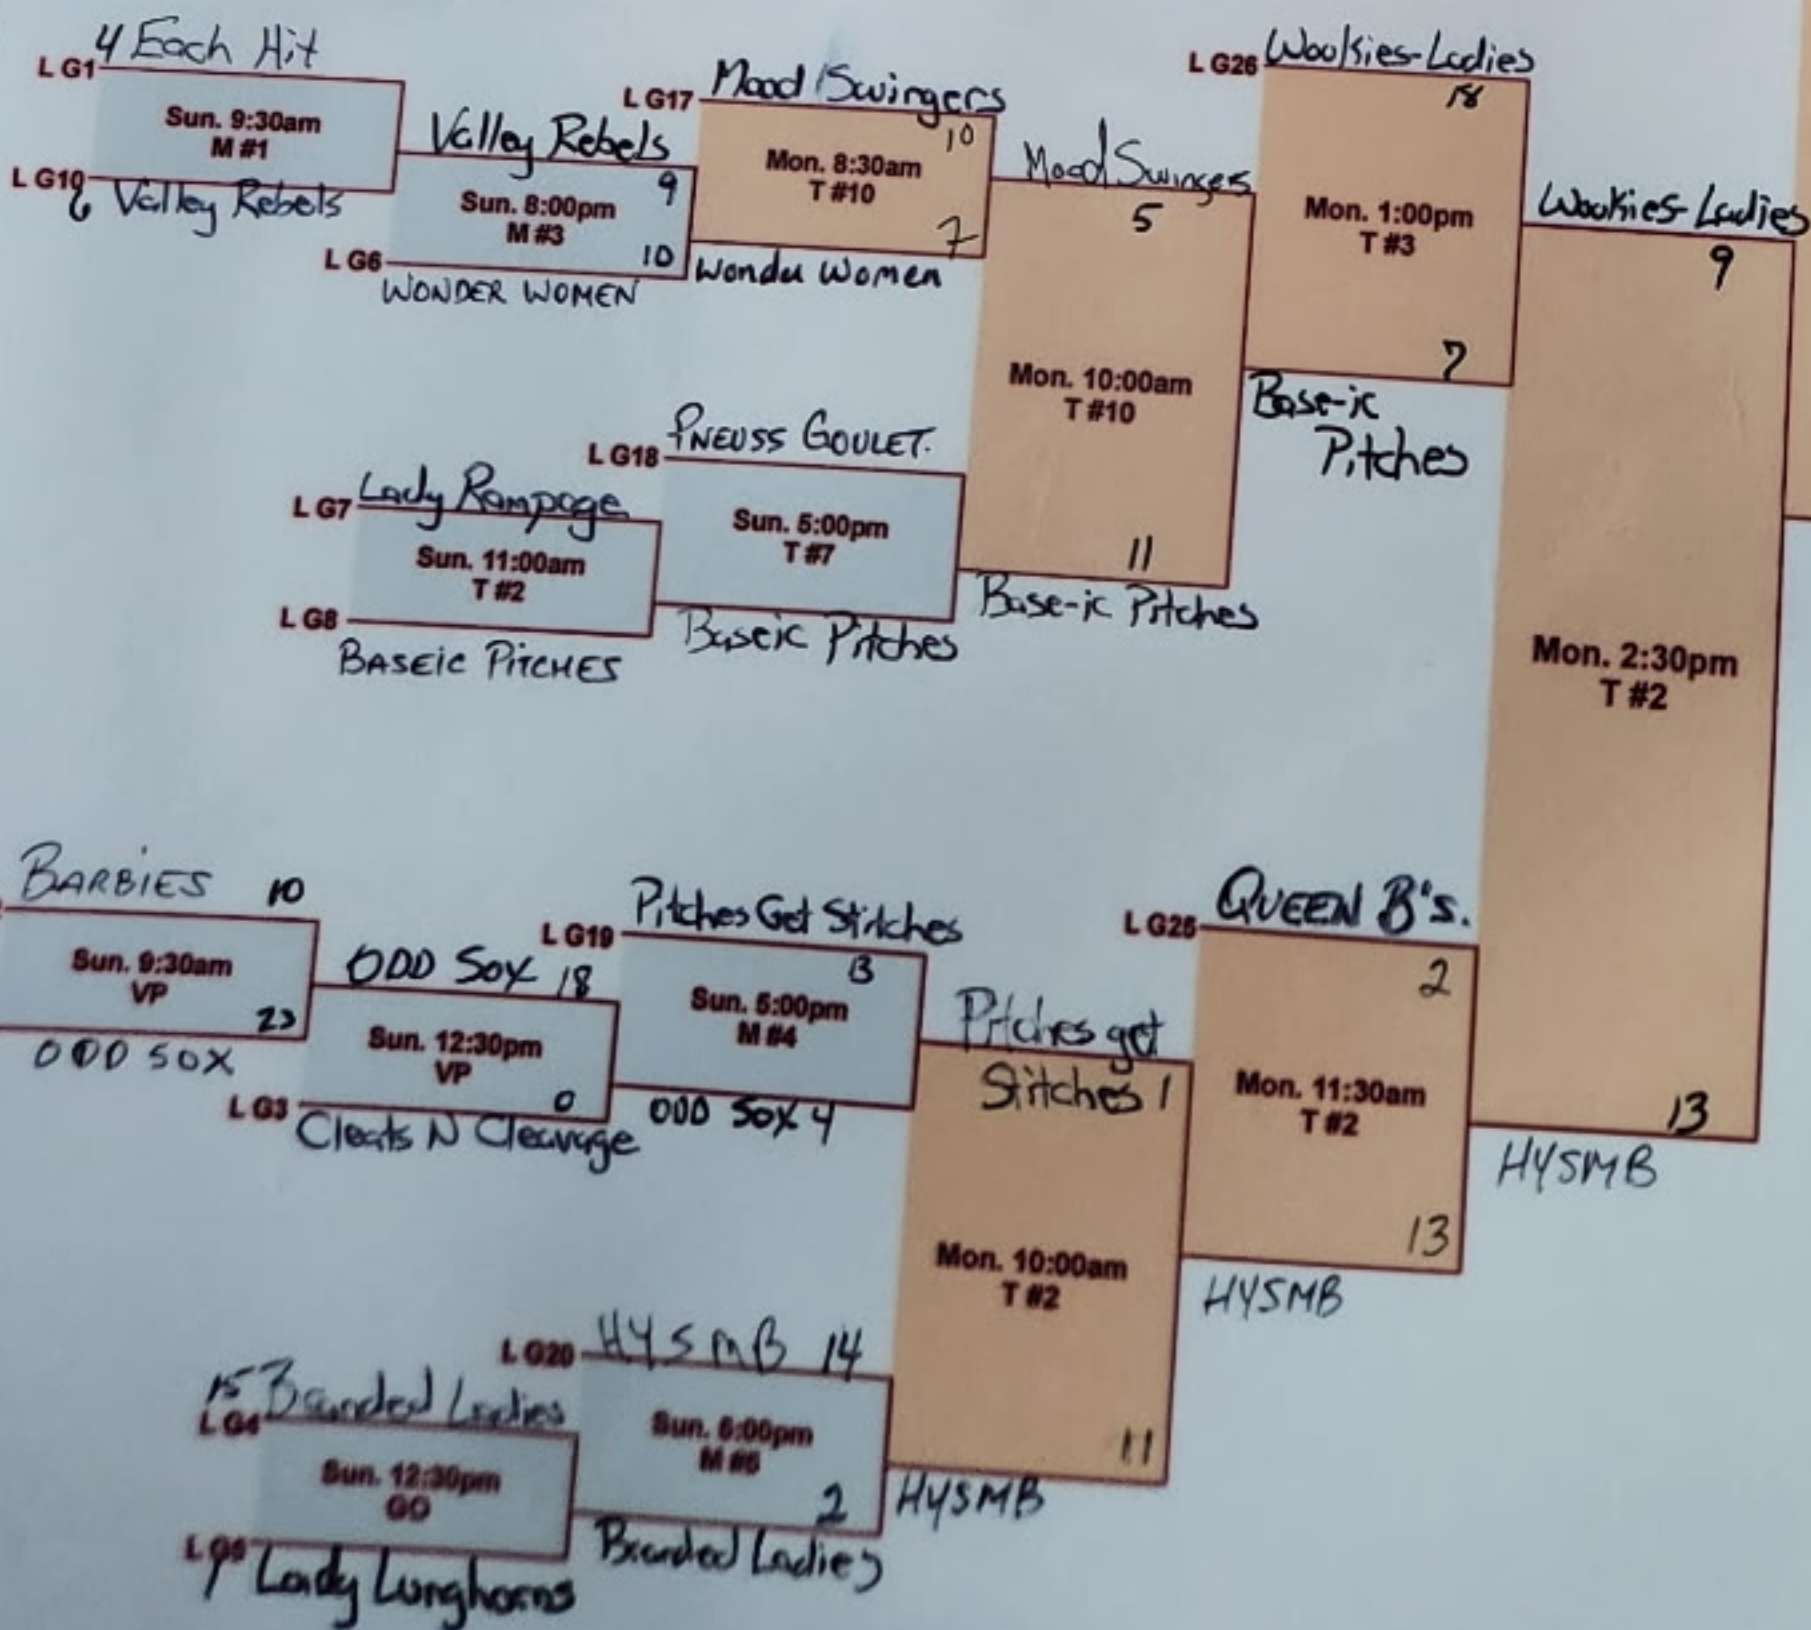 4 Each Hit
L G1
Sun. 9:30am
M #1
L G10
6 Valley Rebels
Valley Rebels
9
Sun. 8:00pm
M #3
10
L G6
WONDER WOMEN
L G17
Mood Swingers
10
Mon. 8:30am
T #10
7
Wonder Women
Mood Swinges
5
Mon. 10:00am
T #10
11
Base-ic Pitches
L G18
PNEUSS GOULET.
Sun. 5:00pm
T #7
Baseic Pitches
L G7
Lady Rampage
Sun. 11:00am
T #2
L G8
BASEIC PITCHES
L G26
Wookies-Ladies
18
Mon. 1:00pm
T #3
7
Base-ic
Pitches
Wookies-Ladies
9
Mon. 2:30pm
T #2
13
HYSMB
BARBIES 10
Sun. 9:30am
VP
23
ODD SOX
ODD SOX 18
Sun. 12:30pm
VP
0
L G3
Cleats N Cleavage
L G19
Pitches Get Stitches
13
Sun. 5:00pm
M #4
ODD SOX 4
Pitches get
Stitches 1
Mon. 10:00am
T #2
11
HYSMB
L G25
QUEEN B's.
2
Mon. 11:30am
T #2
13
HYSMB
L G20
HYSMB 14
Sun. 5:00pm
2
Branded Ladies
15 Branded Ladies
L G4
Sun. 12:30pm
GO
Lady Lunghorns